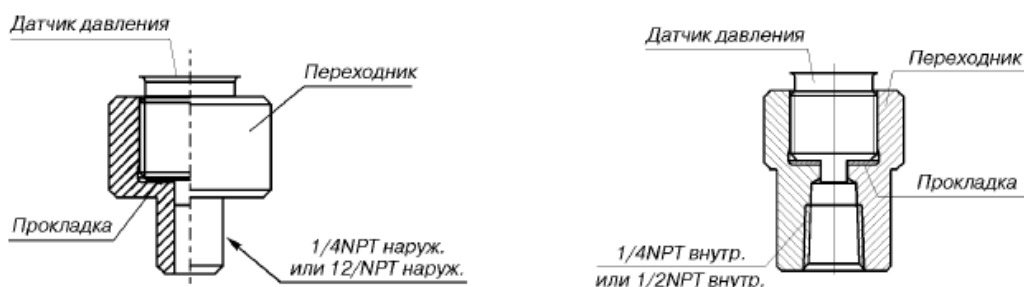 Датчик давления
Переходник
Прокладка
1/4NPT наруж.
или 12/NPT наруж.
Датчик давления
Переходник
Прокладка
1/4NPT внутр.
или 1/2NPT внутр.